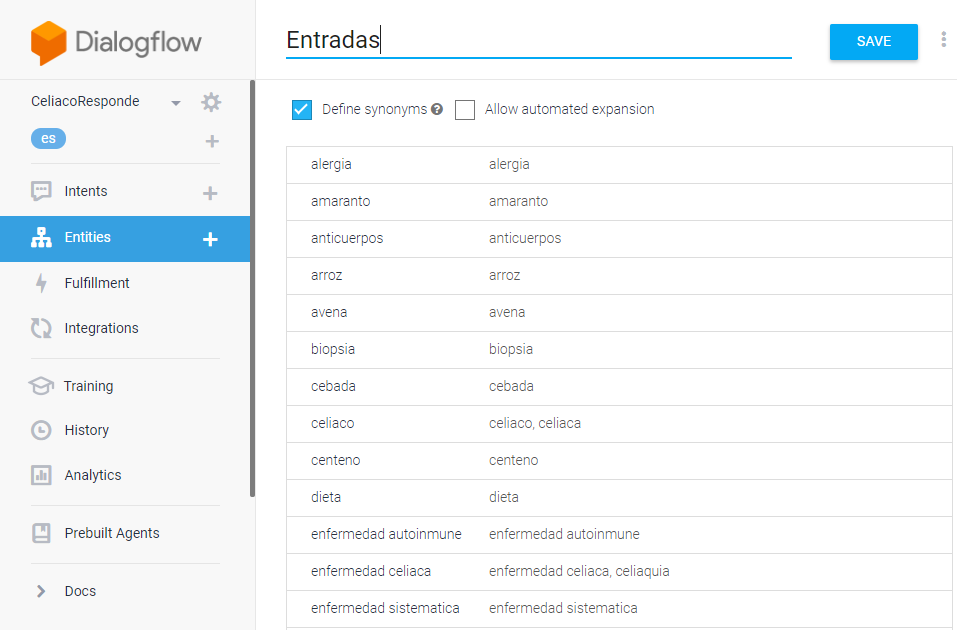 Dialogflow
Entradas
SAVE
CeliacoResponde
es
Intents
Entities
Fulfillment
Integrations
Training
History
Analytics
Prebuilt Agents
Docs
Define synonyms ? Allow automated expansion
alergia alergia
amaranto amaranto
anticuerpos anticuerpos
arroz arroz
avena avena
biopsia biopsia
cebada cebada
celiaco celiaco, celiaca
centeno centeno
dieta dieta
enfermedad autoinmune enfermedad autoinmune
enfermedad celiaca enfermedad celiaca, celiaquia
enfermedad sistematica enfermedad sistematica